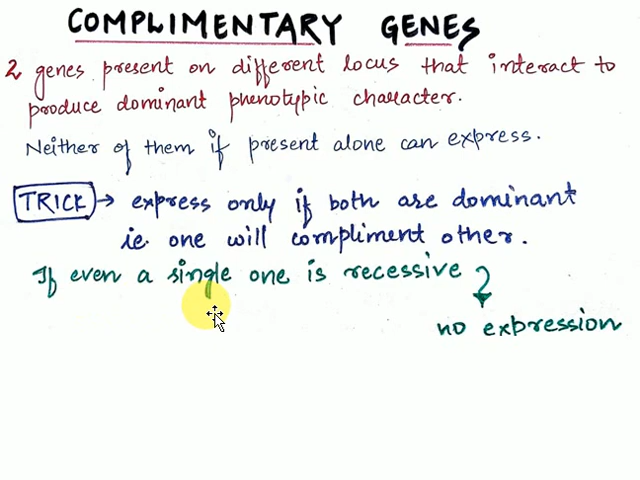 COMPLIMENTARY GENES
2 genes present on different locus that interact to
produce dominant phenotypic character.
Neither of them if present alone can express.
TRICK → express only if both are dominant
ie. one will compliment other.
If even a single one is recessive
no expression